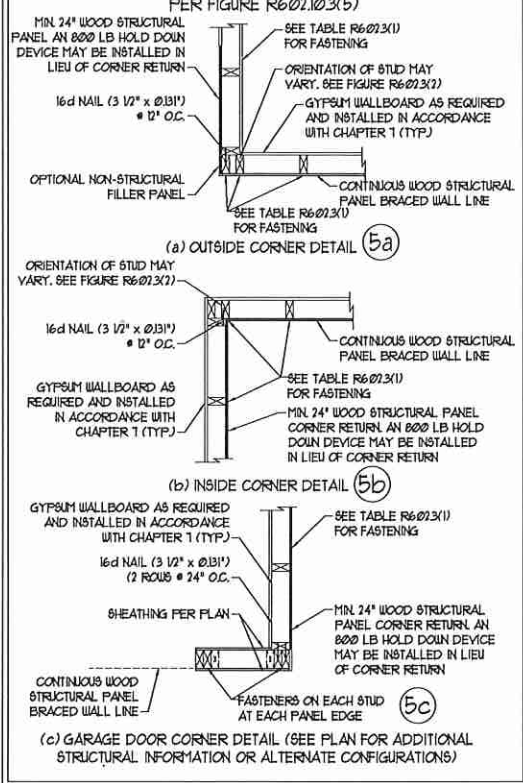 PER FIGURE R602.10.3(5)
MIN. 24" WOOD STRUCTURAL
PANEL AN 800 LB HOLD DOWN
DEVICE MAY BE INSTALLED IN
LIEU OF CORNER RETURN
SEE TABLE R602.3(1)
FOR FASTENING
ORIENTATION OF STUD MAY
VARY. SEE FIGURE R602.3(2)
16d NAIL (3 1/2" x Ø.131")
@ 12" O.C.
GYPSUM WALLBOARD AS REQUIRED
AND INSTALLED IN ACCORDANCE
WITH CHAPTER 7 (TYP.)
OPTIONAL NON-STRUCTURAL
FILLER PANEL
CONTINUOUS WOOD STRUCTURAL
PANEL BRACED WALL LINE
SEE TABLE R602.3(1)
FOR FASTENING
(a) OUTSIDE CORNER DETAIL 5a
ORIENTATION OF STUD MAY
VARY. SEE FIGURE R602.3(2)
16d NAIL (3 1/2" x Ø.131")
@ 12" O.C.
CONTINUOUS WOOD STRUCTURAL
PANEL BRACED WALL LINE
GYPSUM WALLBOARD AS
REQUIRED AND INSTALLED
IN ACCORDANCE WITH
CHAPTER 7 (TYP.)
SEE TABLE R602.3(1)
FOR FASTENING
MIN. 24" WOOD STRUCTURAL PANEL
CORNER RETURN. AN 800 LB HOLD
DOWN DEVICE MAY BE INSTALLED
IN LIEU OF CORNER RETURN
(b) INSIDE CORNER DETAIL 5b
GYPSUM WALLBOARD AS REQUIRED
AND INSTALLED IN ACCORDANCE
WITH CHAPTER 7 (TYP.)
SEE TABLE R602.3(1)
FOR FASTENING
16d NAIL (3 1/2" x Ø.131")
(2 ROWS @ 24" O.C.
SHEATHING PER PLAN
MIN. 24" WOOD STRUCTURAL
PANEL CORNER RETURN. AN
800 LB HOLD DOWN DEVICE
MAY BE INSTALLED IN LIEU
OF CORNER RETURN
CONTINUOUS WOOD
STRUCTURAL PANEL
BRACED WALL LINE
FASTENERS ON EACH STUD
AT EACH PANEL EDGE
5c
(c) GARAGE DOOR CORNER DETAIL (SEE PLAN FOR ADDITIONAL
STRUCTURAL INFORMATION OR ALTERNATE CONFIGURATIONS)